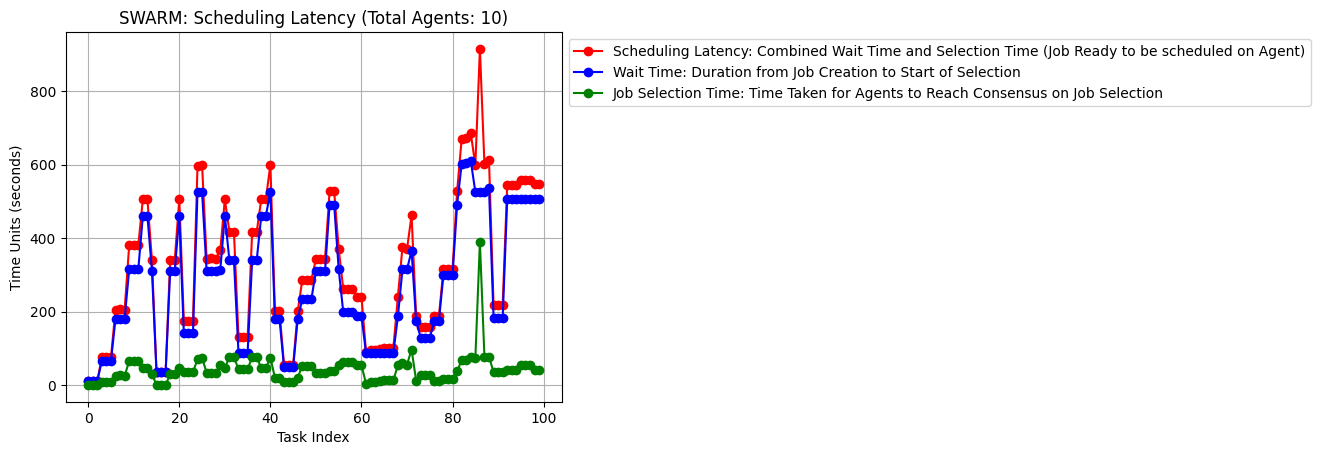 SWARM: Scheduling Latency (Total Agents: 10)
Scheduling Latency: Combined Wait Time and Selection Time (Job Ready to be scheduled on Agent)
Wait Time: Duration from Job Creation to Start of Selection
Job Selection Time: Time Taken for Agents to Reach Consensus on Job Selection
Time Units (seconds)
800
600
400
200
0
0 20 40 60 80 100
Task Index